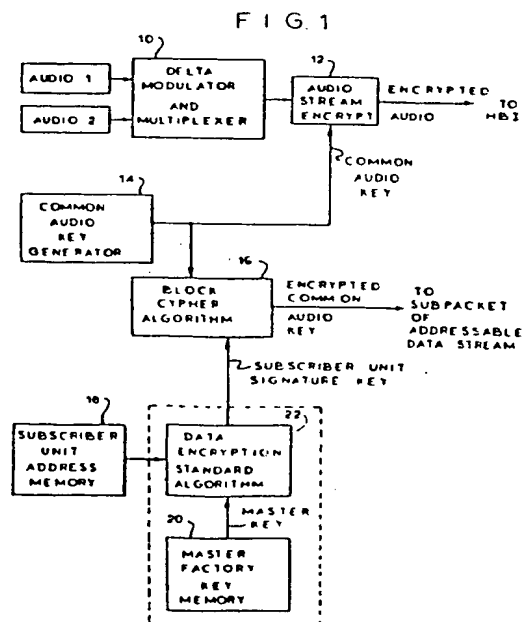 FIG.1
10
AUDIO 1
AUDIO 2
DELTA
MODULATOR
AND
MULTIPLEXER
12
AUDIO
STREAM
ENCRYPT
ENCRYPTED
AUDIO
TO
HBI
COMMON
AUDIO
KEY
14
COMMON
AUDIO
KEY
GENERATOR
16
BLOCK
CYPHER
ALGORITHM
ENCRYPTED
COMMON
AUDIO
KEY
TO
SUBPACKET
OF
ADDRESSABLE
DATA STREAM
SUBSCRIBER UNIT
SIGNATURE KEY
18
SUBSCRIBER
UNIT
ADDRESS
MEMORY
22
DATA
ENCRYPTION
STANDARD
ALGORITHM
MASTER
KEY
20
MASTER
FACTORY
KEY
MEMORY